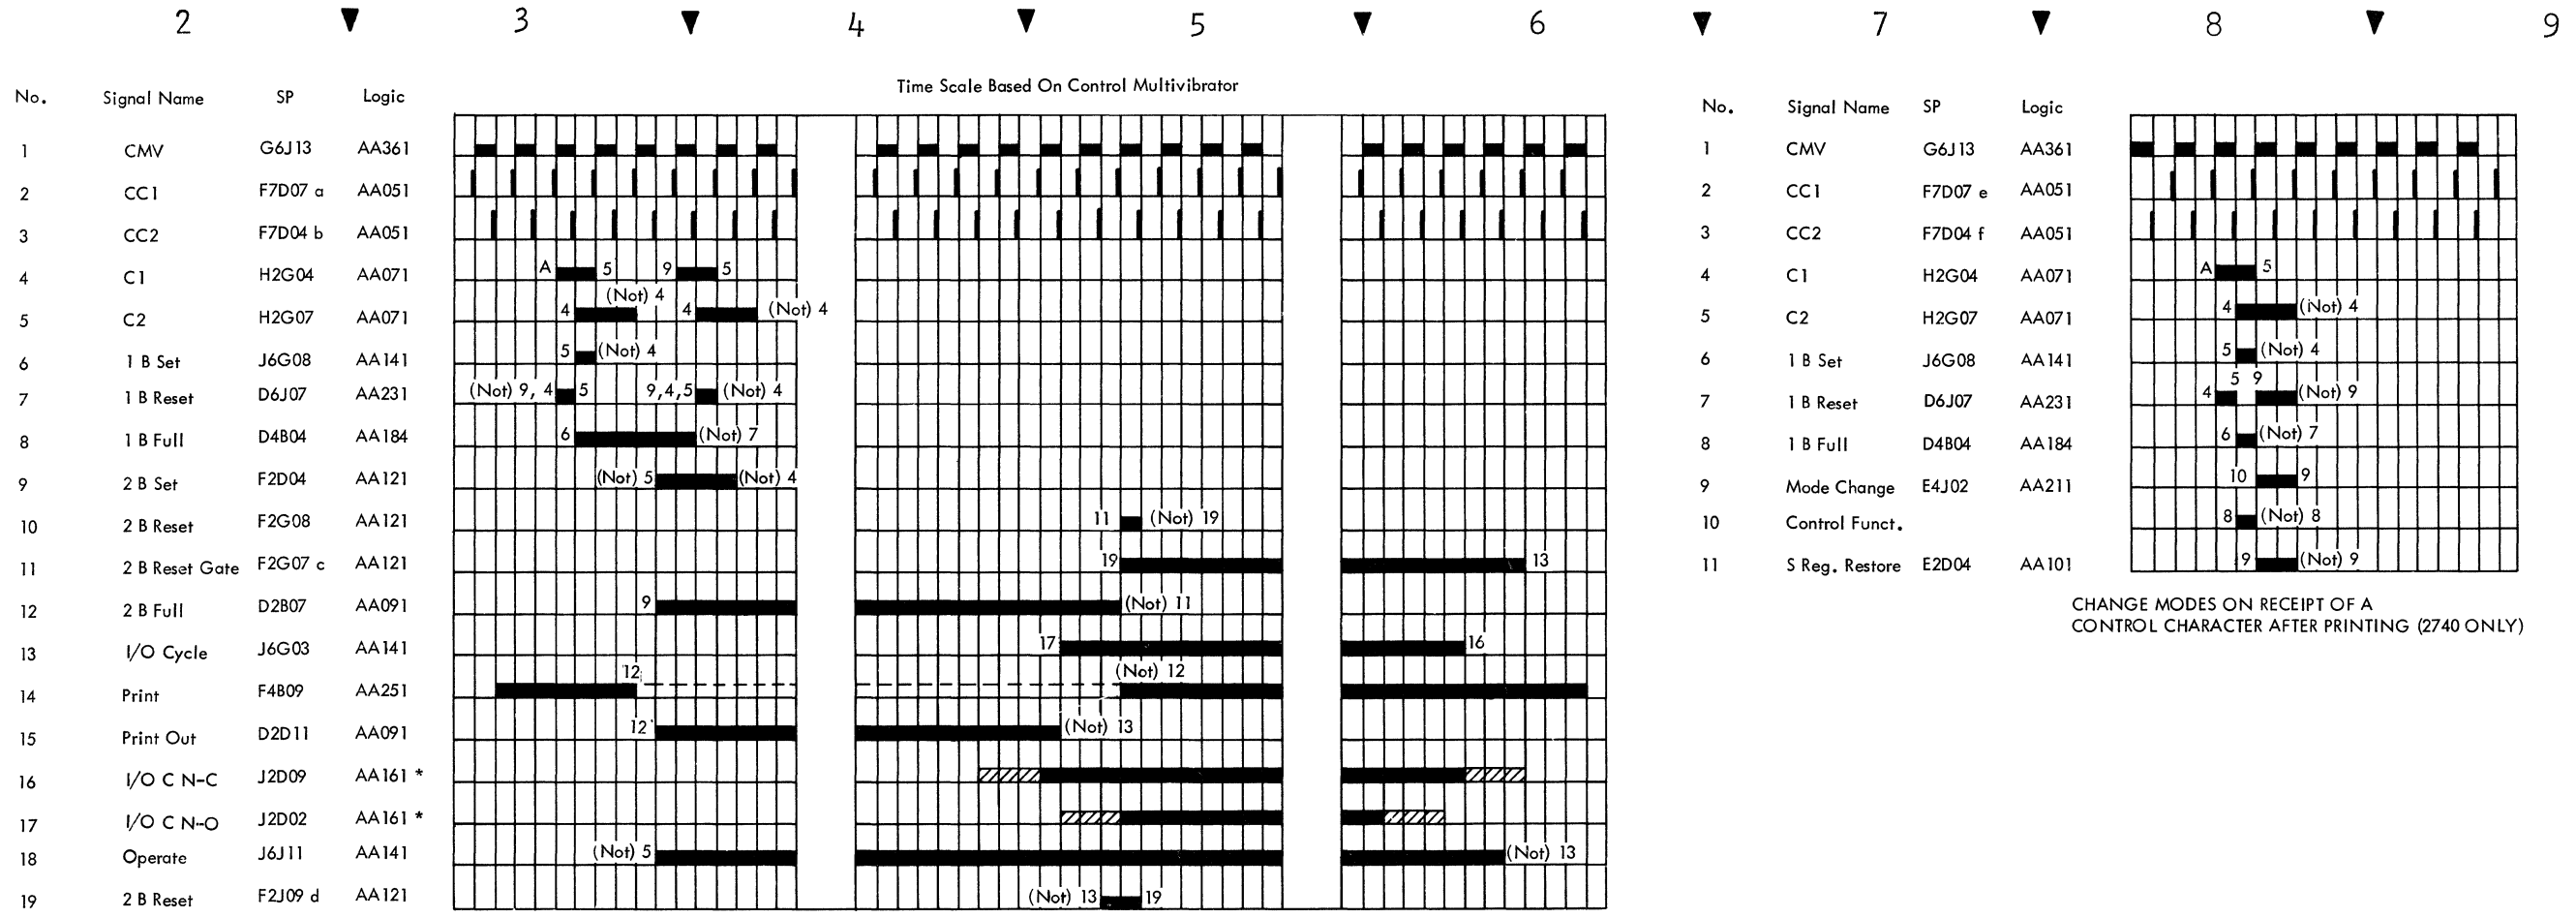 2 3 4 5 6 7 8 9
Time Scale Based On Control Multivibrator
No. Signal Name SP Logic
1 CMV G6J13 AA361
2 CC1 F7D07 a AA051
3 CC2 F7D04 b AA051
4 C1 H2G04 AA071 A 5 9 5
(Not) 4
5 C2 H2G07 AA071 4 4 (Not) 4
6 1 B Set J6G08 AA141 5 (Not) 4
7 1 B Reset D6J07 AA231 (Not) 9, 4 5 9,4,5 (Not) 4
8 1 B Full D4B04 AA184 6 (Not) 7
9 2 B Set F2D04 AA121 (Not) 5 (Not) 4
10 2 B Reset F2G08 AA121 11 (Not) 19
11 2 B Reset Gate F2G07 c AA121 19 13
12 2 B Full D2B07 AA091 9 (Not) 11
13 I/O Cycle J6G03 AA141 17 16
12 (Not) 12
14 Print F4B09 AA251
15 Print Out D2D11 AA091 12 (Not) 13
16 I/O C N-C J2D09 AA161 *
17 I/O C N-O J2D02 AA161 *
18 Operate J6J11 AA141 (Not) 5 (Not) 13
19 2 B Reset F2J09 d AA121 (Not) 13 19
No. Signal Name SP Logic
1 CMV G6J13 AA361
2 CC1 F7D07 e AA051
3 CC2 F7D04 f AA051
4 C1 H2G04 AA071 A 5
5 C2 H2G07 AA071 4 (Not) 4
6 1 B Set J6G08 AA141 5 (Not) 4
5 9
7 1 B Reset D6J07 AA231 4 (Not) 9
8 1 B Full D4B04 AA184 6 (Not) 7
9 Mode Change E4J02 AA211 10 9
10 Control Funct. 8 (Not) 8
11 S Reg. Restore E2D04 AA101 9 (Not) 9
CHANGE MODES ON RECEIPT OF A
CONTROL CHARACTER AFTER PRINTING (2740 ONLY)